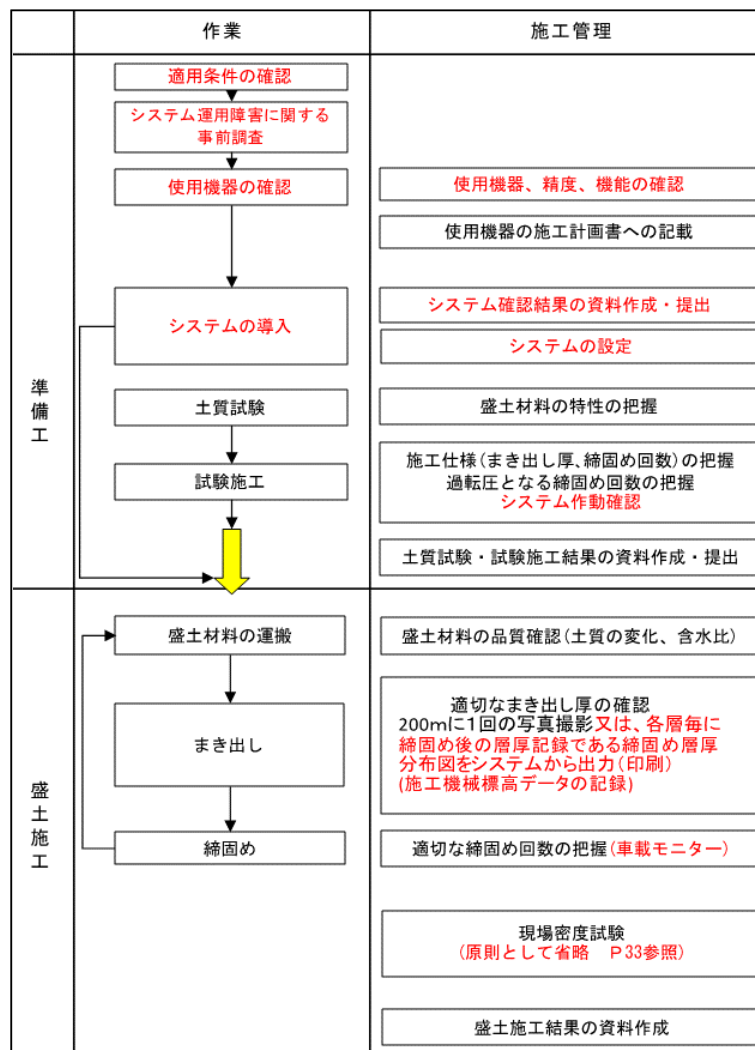 作業
施工管理
準備工
適用条件の確認
システム運用障害に関する
事前調査
使用機器の確認
使用機器、精度、機能の確認
使用機器の施工計画書への記載
システムの導入
システム確認結果の資料作成・提出
システムの設定
土質試験
盛土材料の特性の把握
試験施工
施工仕様(まき出し厚、締固め回数)の把握
過転圧となる締固め回数の把握
システム作動確認
土質試験・試験施工結果の資料作成・提出
盛土施工
盛土材料の運搬
盛土材料の品質確認(土質の変化、含水比)
まき出し
適切なまき出し厚の確認
200mに1回の写真撮影又は、各層毎に
締固め後の層厚記録である締固め層厚
分布図をシステムから出力(印刷)
(施工機械標高データの記録)
締固め
適切な締固め回数の把握(車載モニター)
現場密度試験
(原則として省略 P33参照)
盛土施工結果の資料作成